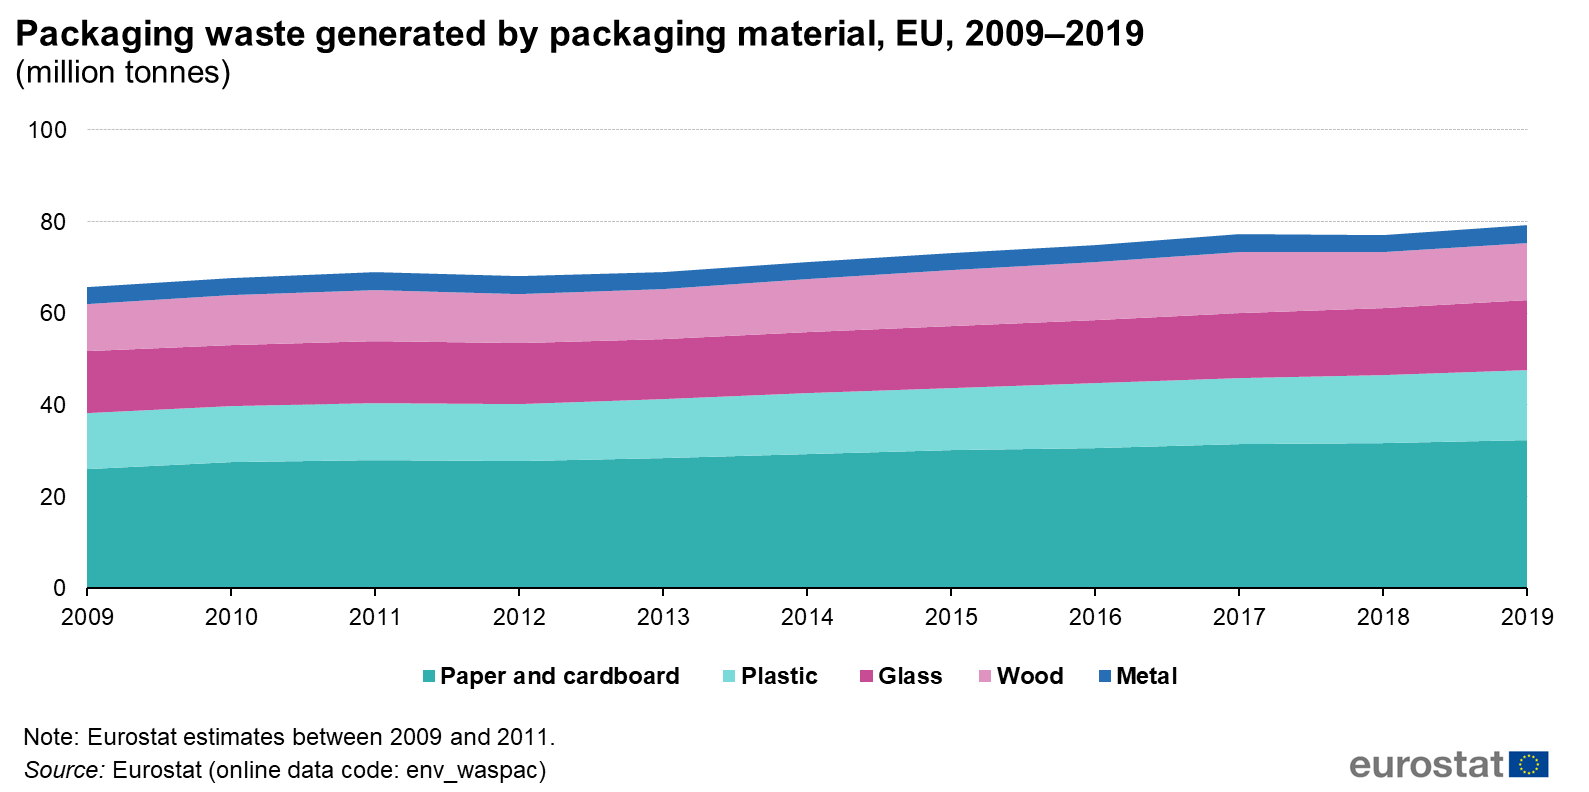 Packaging waste generated by packaging material, EU, 2009–2019
(million tonnes)
100
80
60
40
20
0
2009 2010 2011 2012 2013 2014 2015 2016 2017 2018 2019
Paper and cardboard Plastic Glass Wood Metal
Note: Eurostat estimates between 2009 and 2011.
Source: Eurostat (online data code: env_waspac)
eurostat